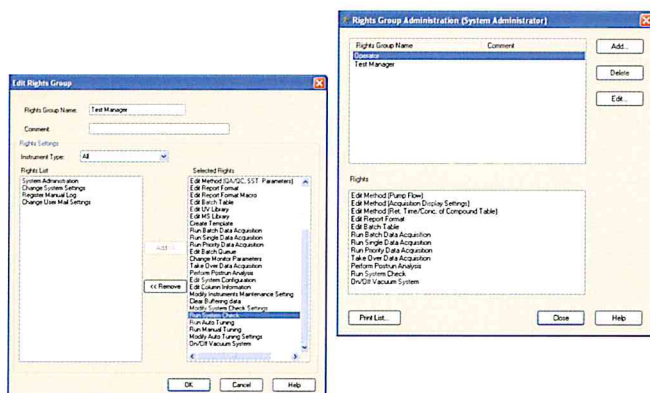 Edit Rights Group
Rights Group Name: Test Manager
Comment:
Rights Settings
Instrument Type: All
Rights List
System Administration
Change System Settings
Register Manual Log
Change User Mail Settings
Add >>
<< Remove
Selected Rights
Edit Method (QA/QC, SST Parameters)
Edit Report Format
Edit Report Format Macro
Edit Batch Table
Edit UV Library
Edit MS Library
Create Template
Run Batch Data Acquisition
Run Single Data Acquisition
Run Priority Data Acquisition
Edit Batch Queue
Change Monitor Parameters
Take Over Data Acquisition
Perform Postrun Analysis
Edit System Configuration
Edit Column Information
Modify Instruments Maintenance Setting
Clear Buffering data
Modify System Check Settings
Run System Check
Run Auto Tuning
Run Manual Tuning
Modify Auto Tuning Settings
On/Off Vacuum System
OK Cancel Help
Rights Group Administration (System Administrator)
Rights Group Name Comment
Operator
Test Manager
Add...
Delete
Edit...
Rights
Edit Method (Pump Flow)
Edit Method (Acquisition Display Settings)
Edit Method (Ret. Time/Conc. of Compound Table)
Edit Report Format
Edit Batch Table
Run Batch Data Acquisition
Run Single Data Acquisition
Run Priority Data Acquisition
Take Over Data Acquisition
Perform Postrun Analysis
Run System Check
On/Off Vacuum System
Print List... Close Help